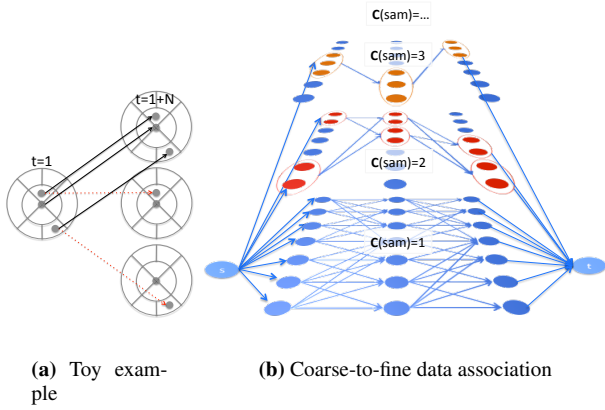 C(sam)=...
C(sam)=3
t=1+N
t=1
C(sam)=2
C(sam)=1
s
t
(a) Toy exam-
ple
(b) Coarse-to-fine data association